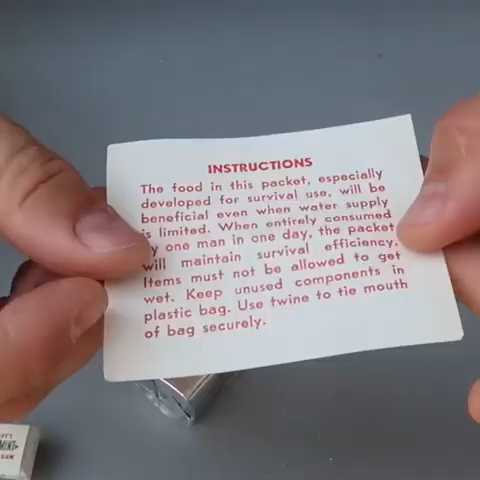 INSTRUCTIONS
The food in this packet, especially
developed for survival use, will be
beneficial even when water supply
is limited. When entirely consumed
by one man in one day, the packet
will maintain survival efficiency.
Items must not be allowed to get
wet. Keep unused components in
plastic bag. Use twine to tie mouth
of bag securely.